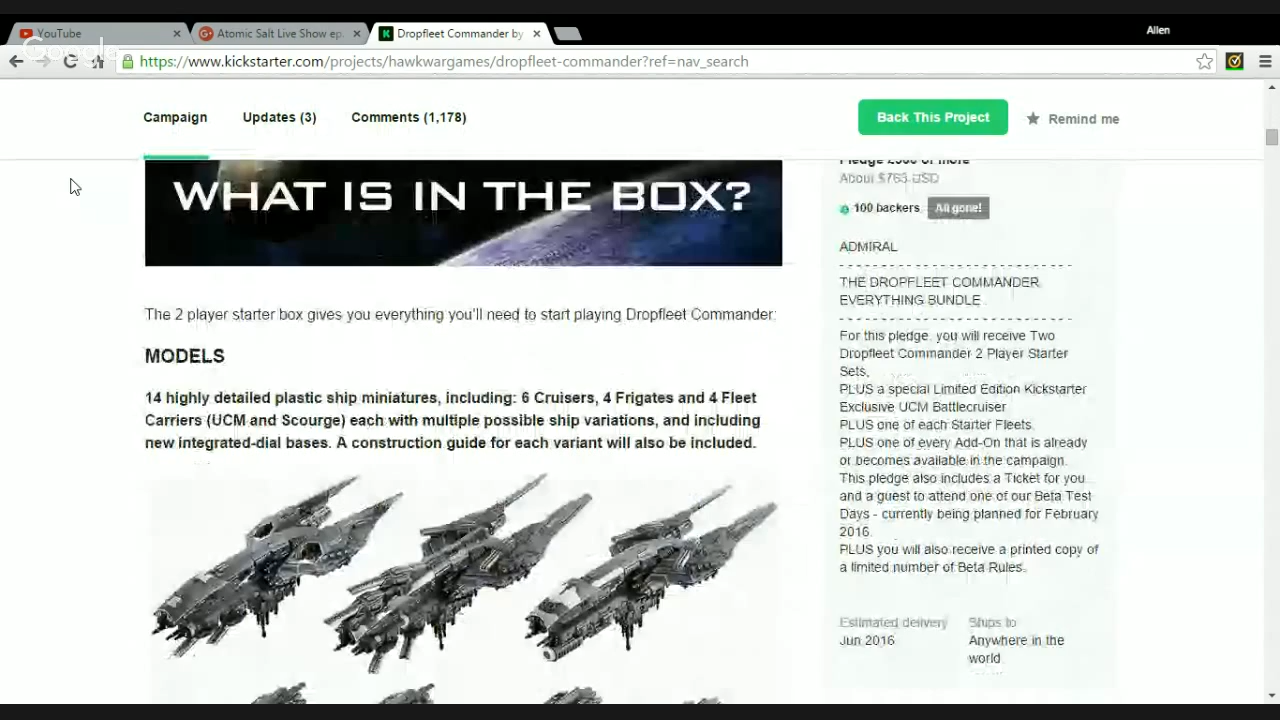 YouTube
Atomic Salt Live Show ep.
Dropfleet Commander by
Allen
Google
https://www.kickstarter.com/projects/hawkwargames/dropfleet-commander?ref=nav_search
Campaign
Updates (3)
Comments (1,178)
Back This Project
Remind me
WHAT IS IN THE BOX?
The 2 player starter box gives you everything you'll need to start playing Dropfleet Commander:
MODELS
14 highly detailed plastic ship miniatures, including: 6 Cruisers, 4 Frigates and 4 Fleet
Carriers (UCM and Scourge) each with multiple possible ship variations, and including
new integrated-dial bases. A construction guide for each variant will also be included.
or more
About $763 USD
100 backers
All gone!
ADMIRAL
- - - - - - - - - - - - - - - - - - - - - - - - - - - - -
THE DROPFLEET COMMANDER
EVERYTHING BUNDLE
- - - - - - - - - - - - - - - - - - - - - - - - - - - - -
For this pledge, you will receive Two
Dropfleet Commander 2 Player Starter
Sets,
PLUS a special Limited Edition Kickstarter
Exclusive UCM Battlecruiser
PLUS one of each Starter Fleets.
PLUS one of every Add-On that is already
or becomes available in the campaign.
This pledge also includes a Ticket for you
and a guest to attend one of our Beta Test
Days - currently being planned for February
2016.
PLUS you will also receive a printed copy of
a limited number of Beta Rules.
Estimated delivery
Jun 2016
Ships to
Anywhere in the
world